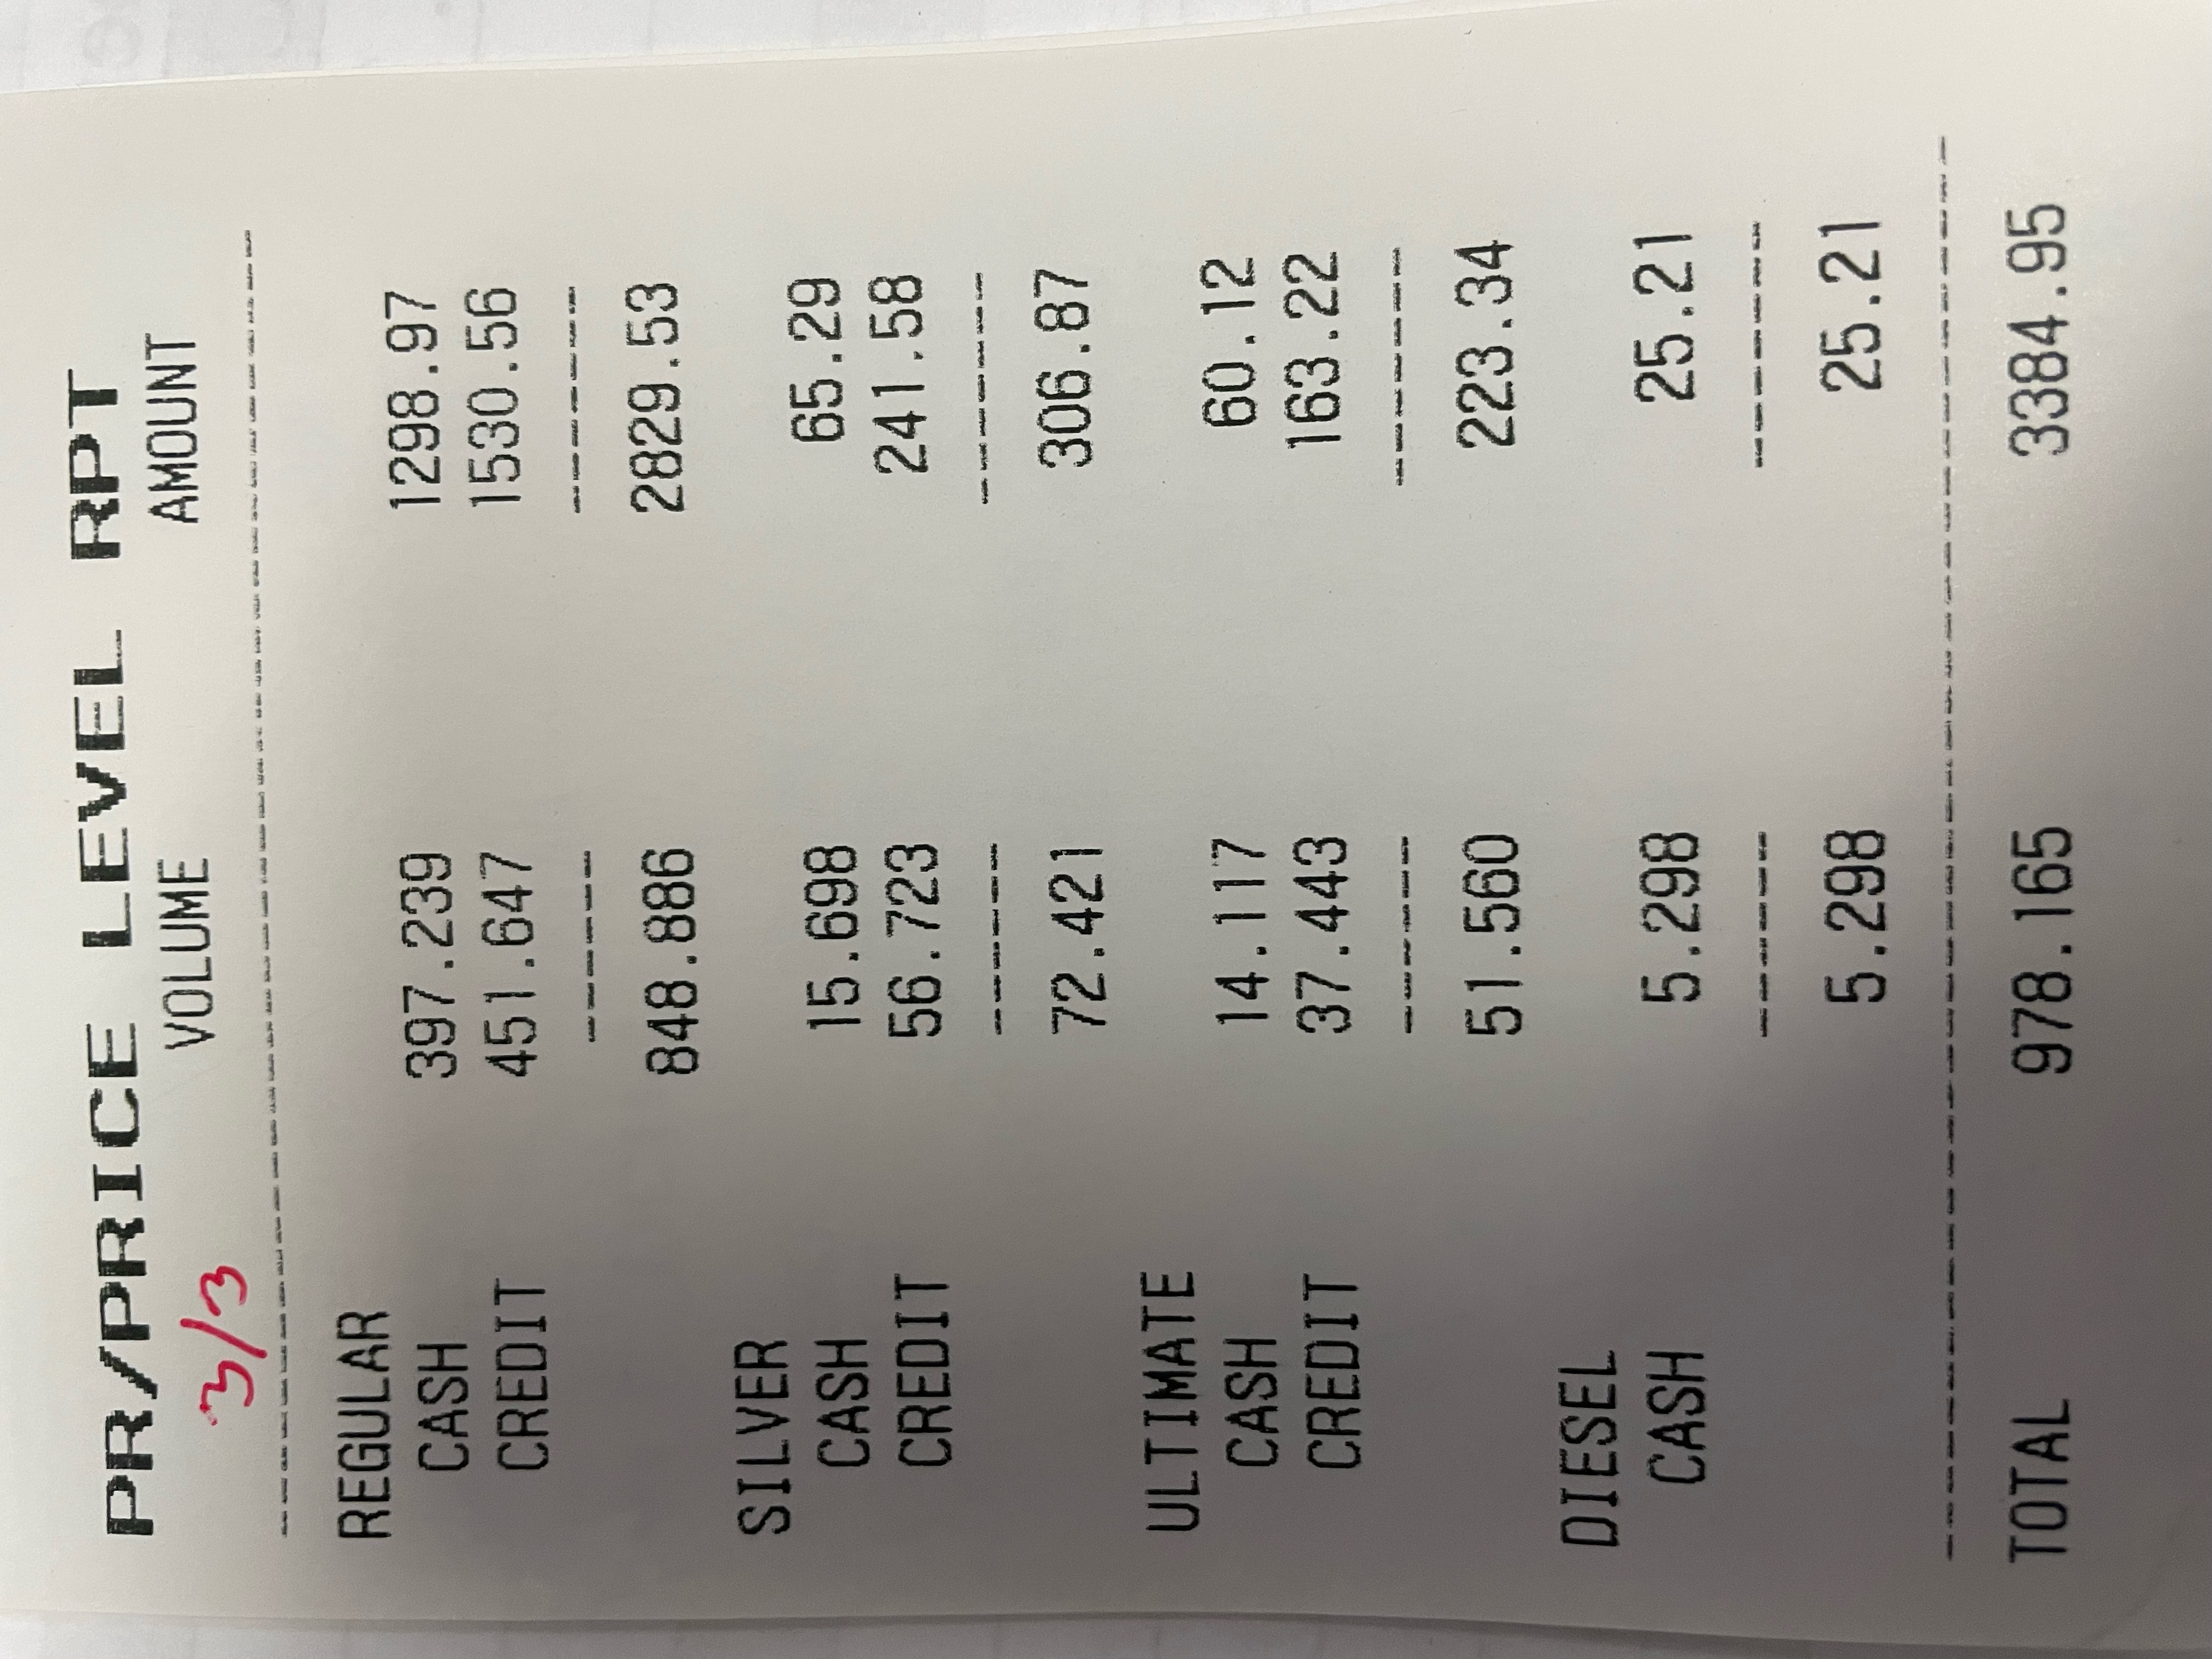 PR/PRICE LEVEL RPT
VOLUME AMOUNT
3/3
REGULAR
CASH 397.239 1298.97
CREDIT 451.647 1530.56
848.886 2829.53
SILVER
CASH 15.698 65.29
CREDIT 56.723 241.58
72.421 306.87
ULTIMATE
CASH 14.117 60.12
CREDIT 37.443 163.22
51.560 223.34
DIESEL
CASH 5.298 25.21
5.298 25.21
TOTAL 978.165 3384.95